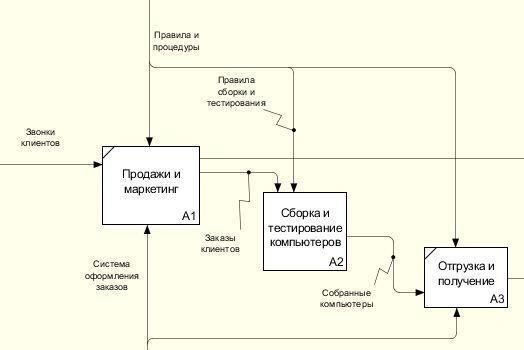 Правила и
процедуры
Правила
сборки и
тестирования
Звонки
клиентов
Продажи и
маркетинг
A1
Сборка и
тестирование
компьютеров
A2
Заказы
клиентов
Система
оформления
заказов
Отгрузка и
получение
A3
Собранные
компьютеры